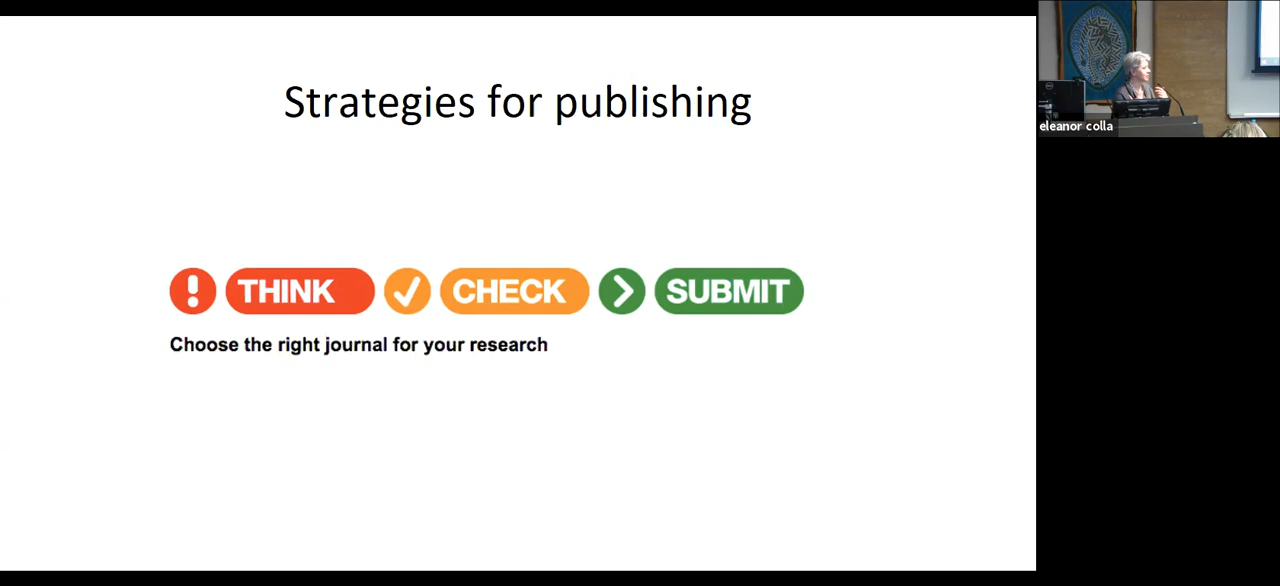 Strategies for publishing
! THINK ✓ CHECK > SUBMIT
Choose the right journal for your research
eleanor colla